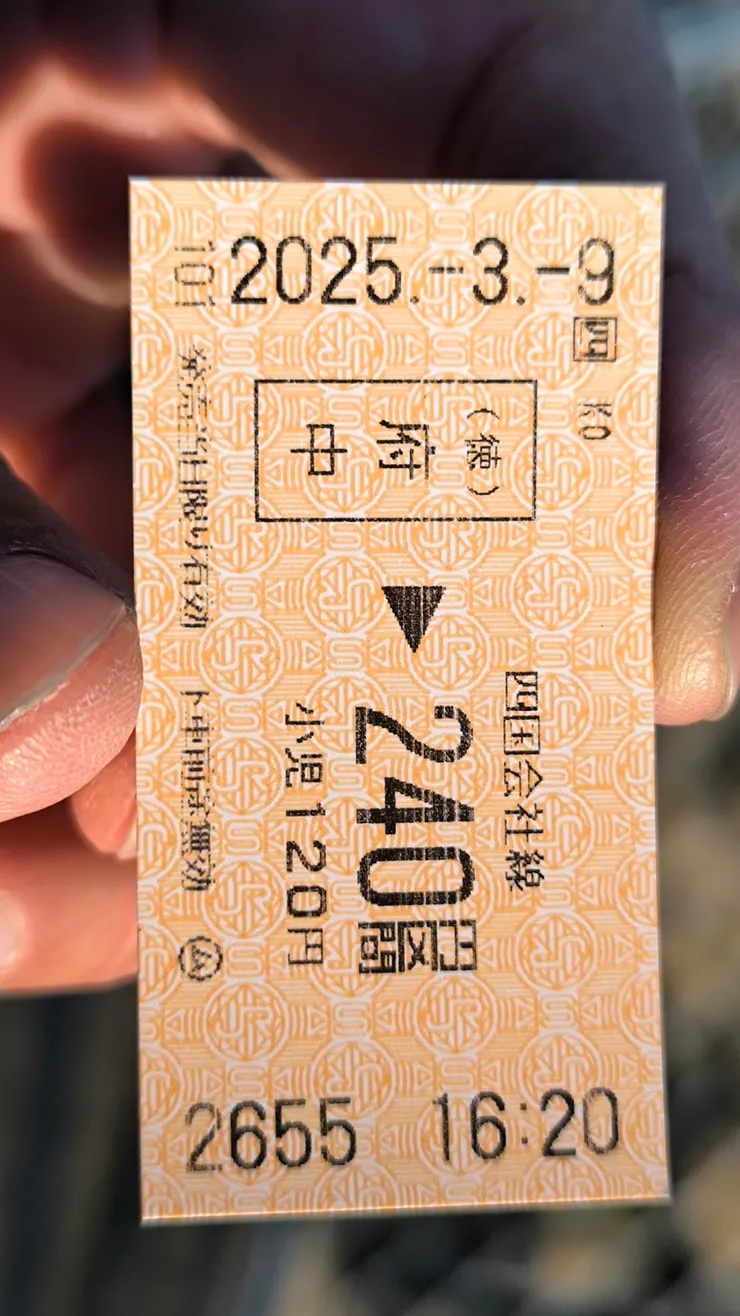 2025.-3.-9
四 K0
(徳)
府中
▶
四国会社線
240円区間
小児120円
発売当日限り有効
下車前途無効
2655
16:20